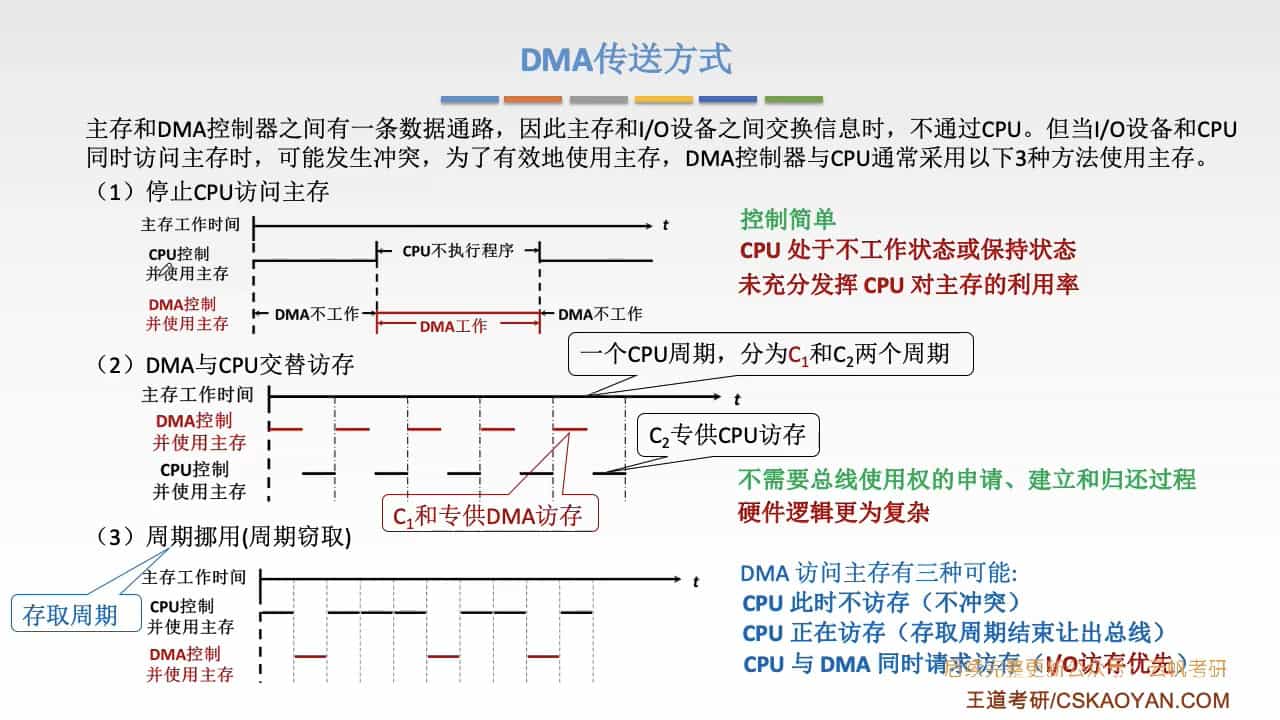 DMA传送方式
主存和DMA控制器之间有一条数据通路，因此主存和I/O设备之间交换信息时，不通过CPU。但当I/O设备和CPU
同时访问主存时，可能发生冲突，为了有效地使用主存，DMA控制器与CPU通常采用以下3种方法使用主存。
（1）停止CPU访问主存
主存工作时间
t
CPU控制
并使用主存
CPU不执行程序
DMA控制
并使用主存
DMA不工作
DMA工作
DMA不工作
控制简单
CPU 处于不工作状态或保持状态
未充分发挥 CPU 对主存的利用率
（2）DMA与CPU交替访存
一个CPU周期，分为C1和C2两个周期
主存工作时间
t
DMA控制
并使用主存
C2专供CPU访存
CPU控制
并使用主存
C1和专供DMA访存
不需要总线使用权的申请、建立和归还过程
硬件逻辑更为复杂
（3）周期挪用(周期窃取)
存取周期
主存工作时间
t
CPU控制
并使用主存
DMA控制
并使用主存
DMA 访问主存有三种可能:
CPU 此时不访存（不冲突）
CPU 正在访存（存取周期结束让出总线）
CPU 与 DMA 同时请求访存（I/O访存优先）
王道考研/CSKAOYAN.COM